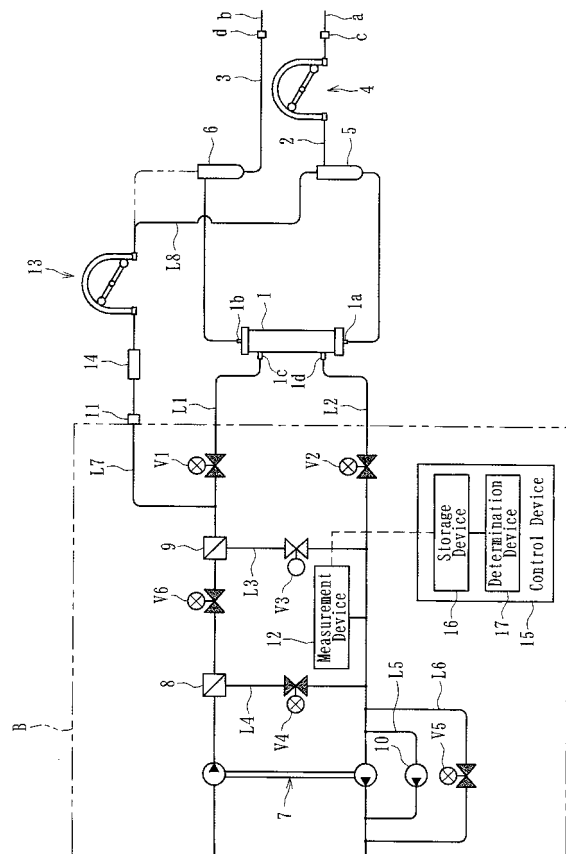 b
d
a
c
3
4
2
6
5
13
L8
14
11
1b
1
1a
1c
1d
L1
L2
L7
V1
V2
9
L3
V3
V6
12
Measurement
Device
Storage
Device
Determination
Device
Control Device
16
17
15
B
8
L4
V4
L5
L6
10
V5
7